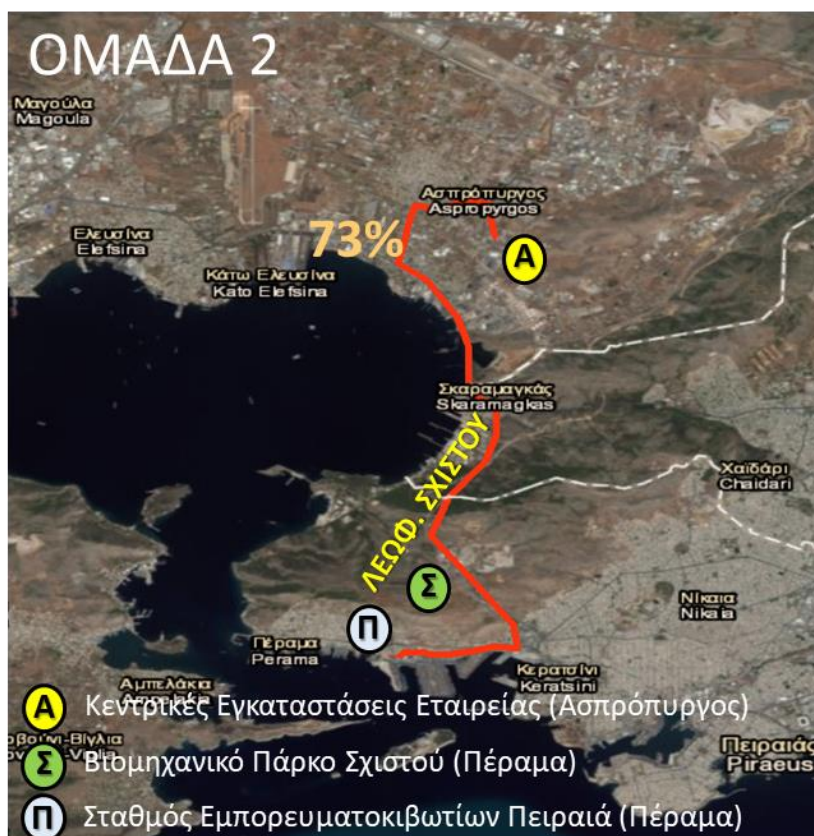 ΟΜΑΔΑ 2
Μαγούλα
Magoula
Ασπρόπυργος
Aspropyrgos
73%
Ελευσίνα
Elefsina
Α
Κάτω Ελευσίνα
Kato Elefsina
Σκαραμαγκάς
Skaramagkas
Χαϊδάρι
Chaidari
ΛΕΩΦ. ΣΧΙΣΤΟΥ
Σ
Νίκαια
Nikaia
Π
Πέραμα
Perama
Κερατσίνι
Keratsini
Αμπελάκια
Α Κεντρικές Εγκαταστάσεις Εταιρείας (Ασπρόπυργος)
Πειραιάς
Piraeus
Σ Βιομηχανικό Πάρκο Σχιστού (Πέραμα)
Π Σταθμός Εμπορευματοκιβωτίων Πειραιά (Πέραμα)